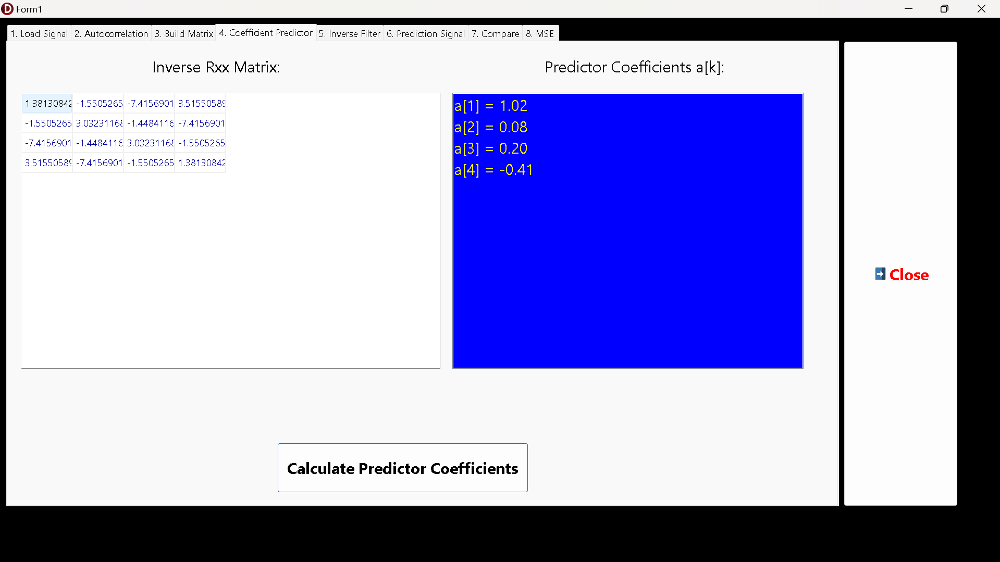 Form1
1. Load Signal 2. Autocorrelation 3. Build Matrix 4. Coefficient Predictor 5. Inverse Filter 6. Prediction Signal 7. Compare 8. MSE
Inverse Rxx Matrix:
1.38130842 -1.5505265 -7.4156901 3.51550589
-1.5505265 3.03231168 -1.4484116 -7.4156901
-7.4156901 -1.4484116 3.03231168 -1.5505265
3.51550589 -7.4156901 -1.5505265 1.38130842
Predictor Coefficients a[k]:
a[1] = 1.02
a[2] = 0.08
a[3] = 0.20
a[4] = -0.41
Calculate Predictor Coefficients
Close